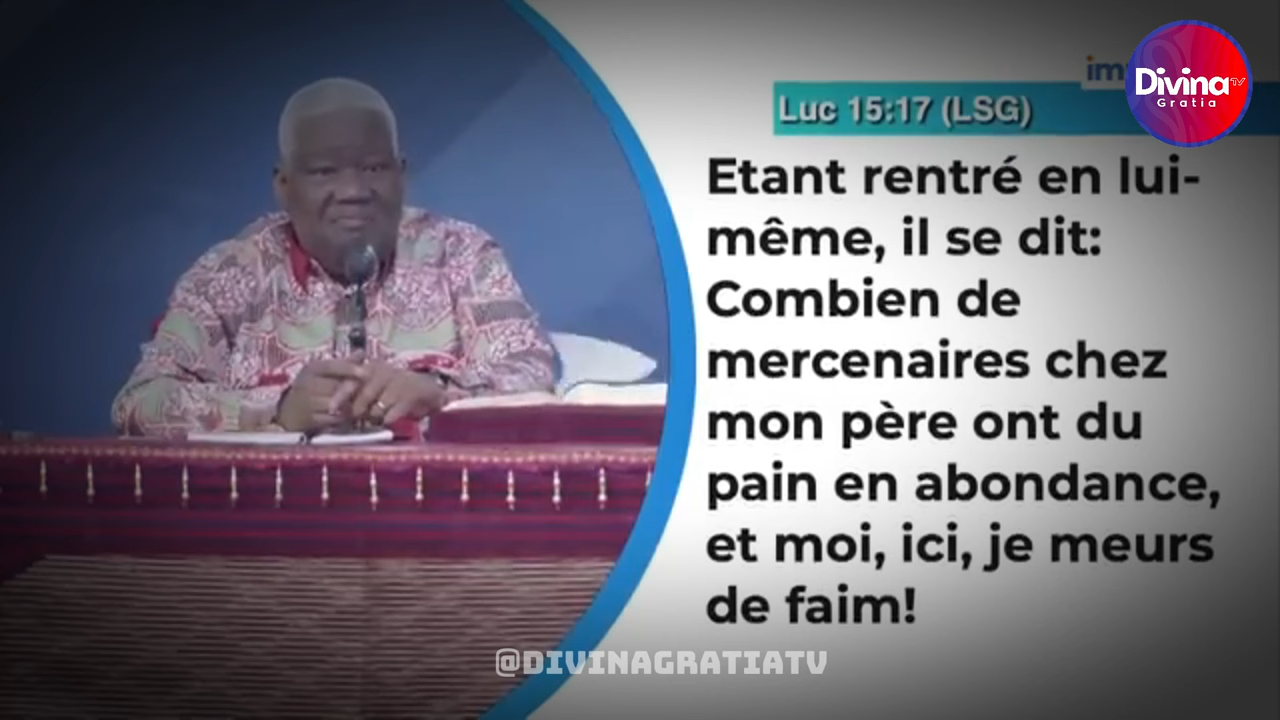 Divina TV
Gratia
Luc 15:17 (LSG)
Etant rentré en lui-
même, il se dit:
Combien de
mercenaires chez
mon père ont du
pain en abondance,
et moi, ici, je meurs
de faim!
@DIVINAGRATIATV